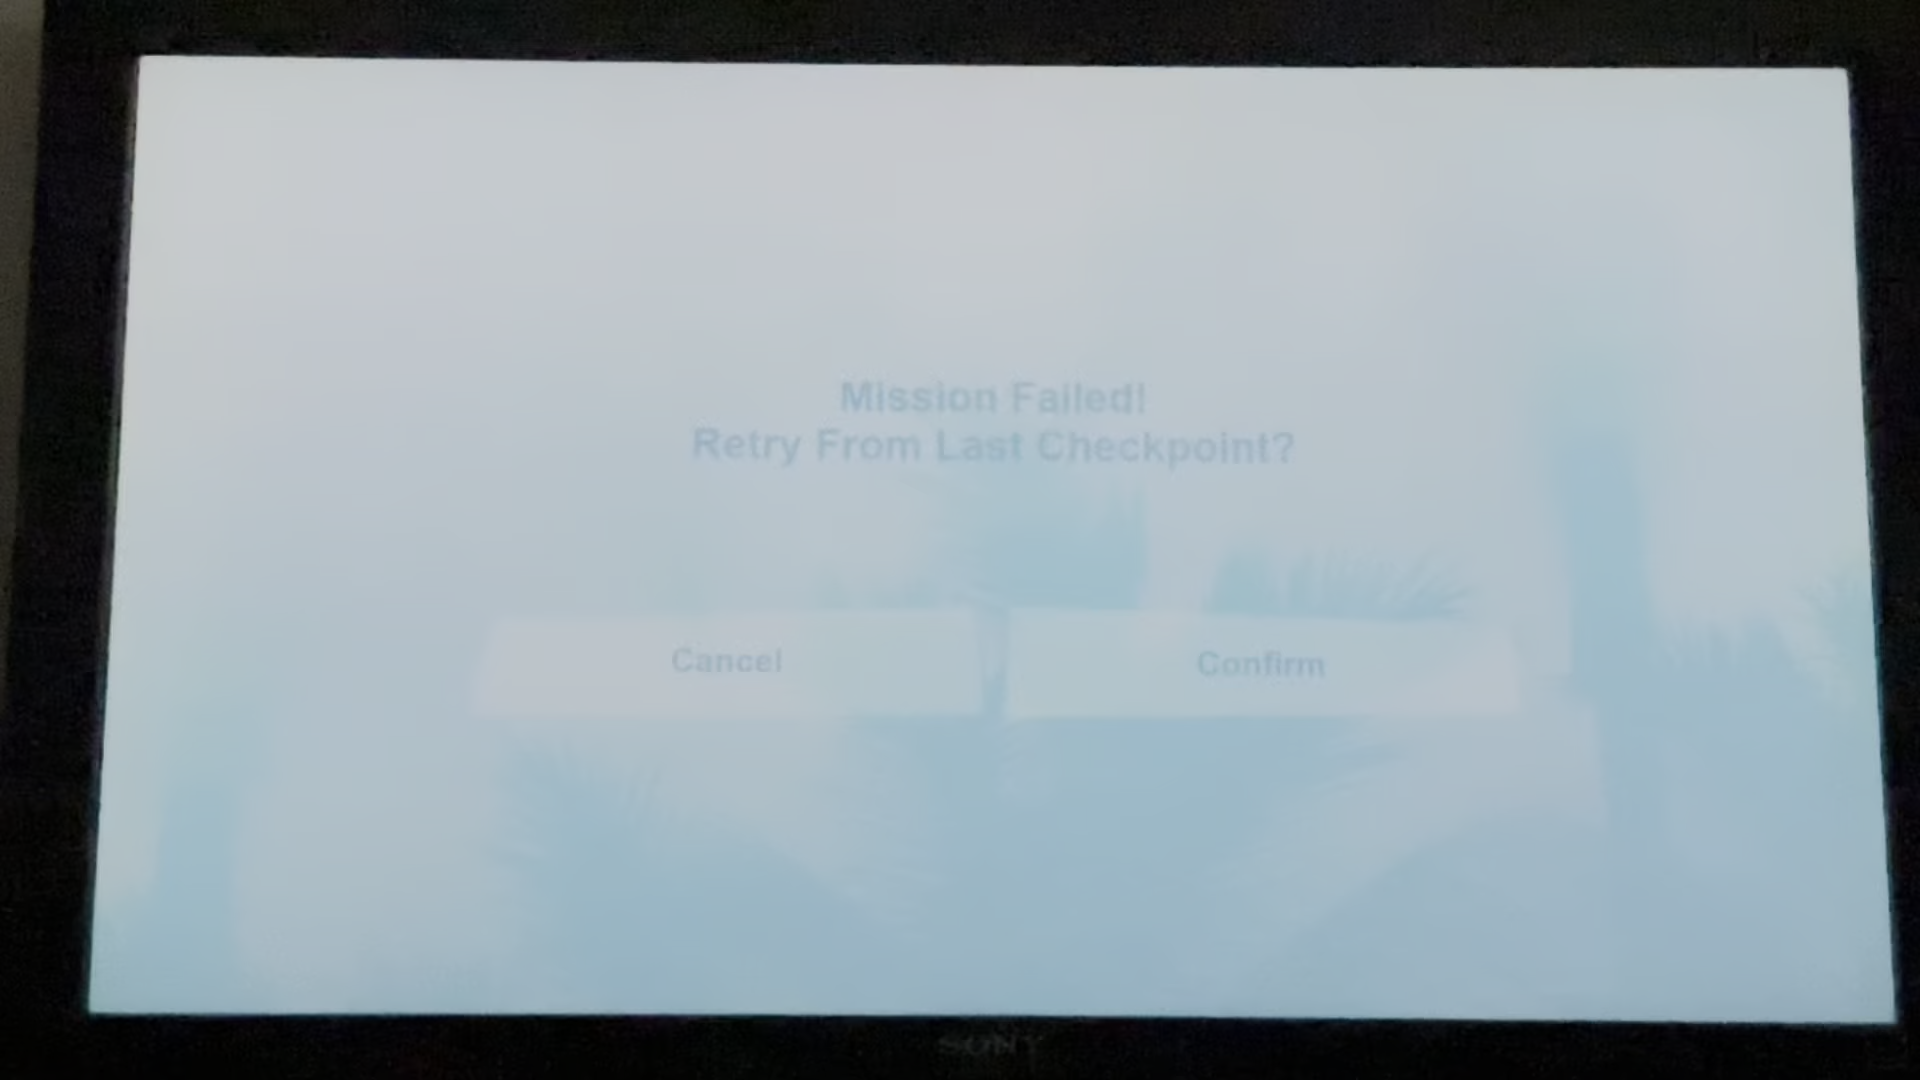 Mission Failed!
Retry From Last Checkpoint?
Cancel
Confirm
SONY